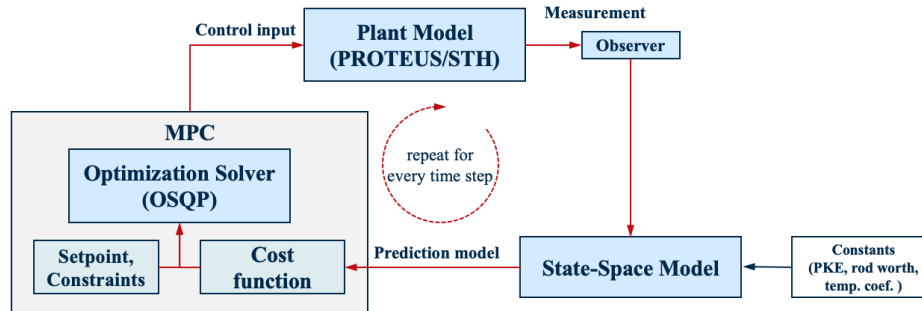 Control input
Plant Model
(PROTEUS/STH)
Measurement
Observer
MPC
Optimization Solver
(OSQP)
repeat for
every time step
Setpoint,
Constraints
Cost
function
Prediction model
State-Space Model
Constants
(PKE, rod worth,
temp. coef. )